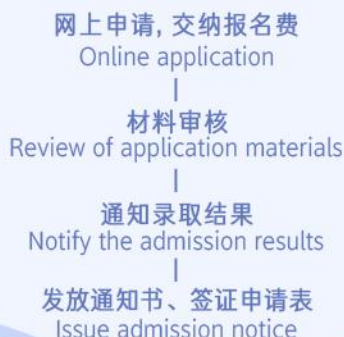 网上申请, 交纳报名费
Online application
材料审核
Review of application materials
通知录取结果
Notify the admission results
发放通知书、签证申请表
Issue admission notice